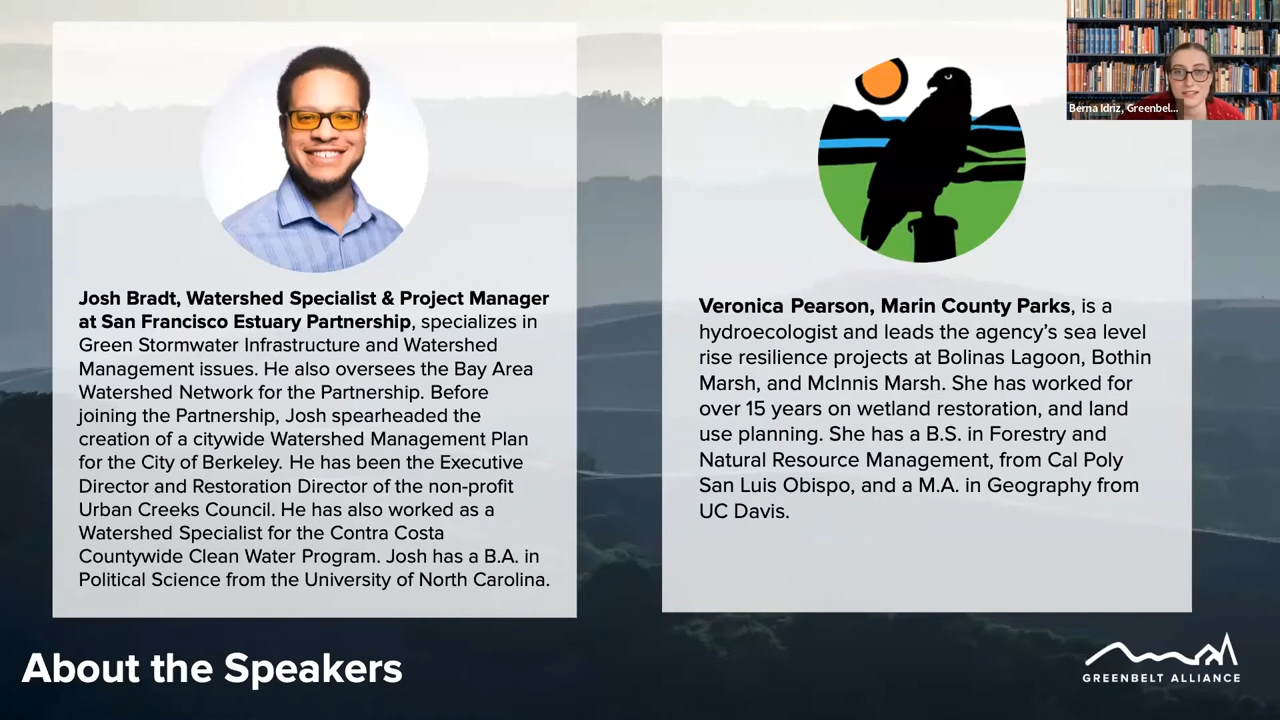 Josh Bradt, Watershed Specialist & Project Manager
at San Francisco Estuary Partnership, specializes in
Green Stormwater Infrastructure and Watershed
Management issues. He also oversees the Bay Area
Watershed Network for the Partnership. Before
joining the Partnership, Josh spearheaded the
creation of a citywide Watershed Management Plan
for the City of Berkeley. He has been the Executive
Director and Restoration Director of the non-profit
Urban Creeks Council. He has also worked as a
Watershed Specialist for the Contra Costa
Countywide Clean Water Program. Josh has a B.A. in
Political Science from the University of North Carolina.
Veronica Pearson, Marin County Parks, is a
hydroecologist and leads the agency's sea level
rise resilience projects at Bolinas Lagoon, Bothin
Marsh, and McInnis Marsh. She has worked for
over 15 years on wetland restoration, and land
use planning. She has a B.S. in Forestry and
Natural Resource Management, from Cal Poly
San Luis Obispo, and a M.A. in Geography from
UC Davis.
Berna Idriz, Greenbel...
About the Speakers
GREENBELT ALLIANCE